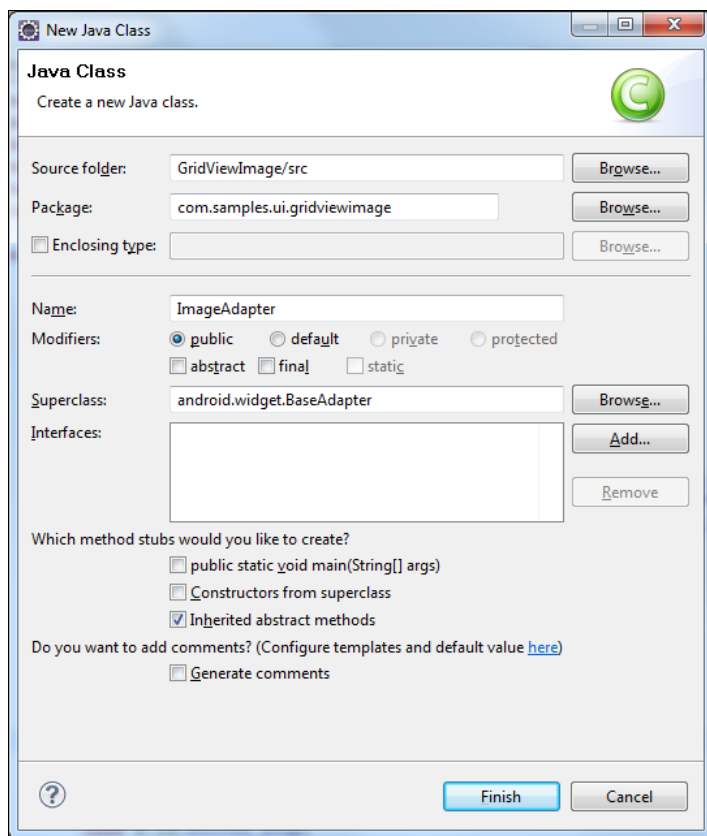 New Java Class
Java Class
Create a new Java class.
Source folder: GridViewImage/src Browse...
Package: com.samples.ui.gridviewimage Browse...
Enclosing type: Browse...
Name: ImageAdapter
Modifiers: public default private protected
abstract final static
Superclass: android.widget.BaseAdapter Browse...
Interfaces: Add...
Remove
Which method stubs would you like to create?
public static void main(String[] args)
Constructors from superclass
Inherited abstract methods
Do you want to add comments? (Configure templates and default value here)
Generate comments
? Finish Cancel